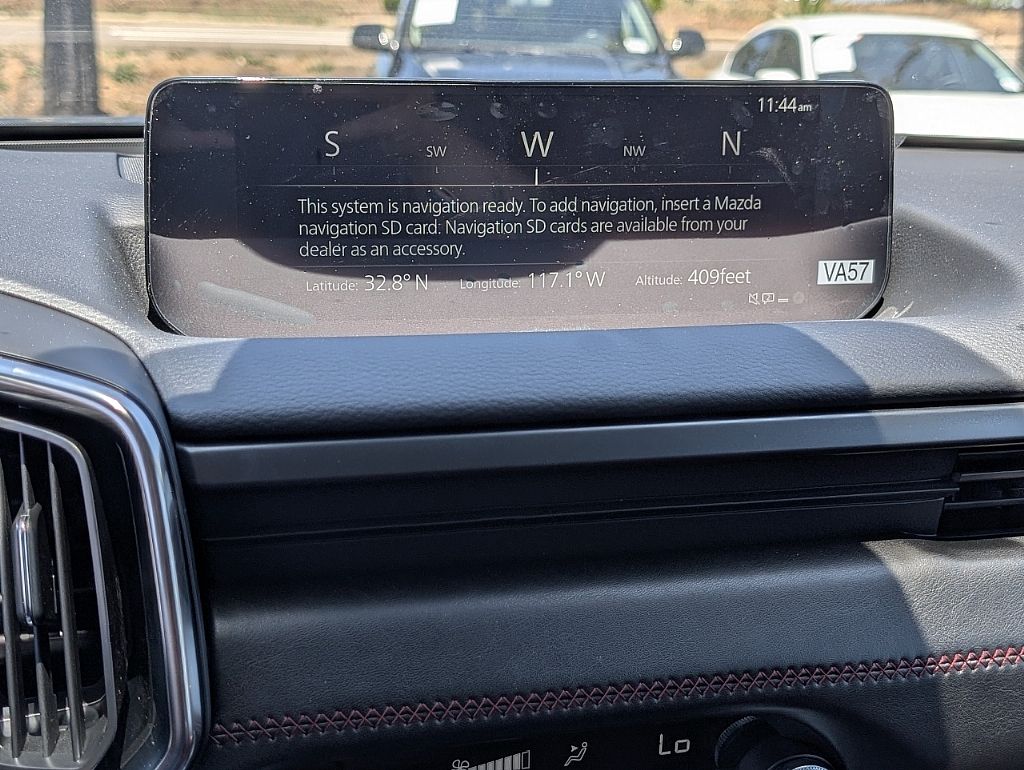 11:44am
S SW W NW N
This system is navigation ready. To add navigation, insert a Mazda
navigation SD card. Navigation SD cards are available from your
dealer as an accessory.
Latitude: 32.8° N Longitude: 117.1° W Altitude: 409feet
VA57
Lo